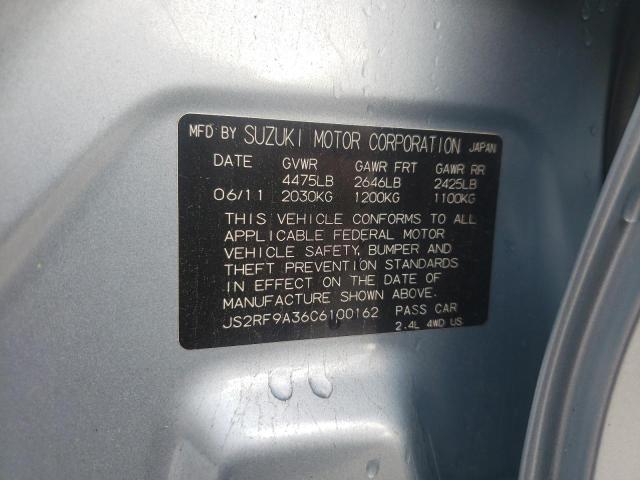 MFD BY SUZUKI MOTOR CORPORATION JAPAN
DATE GVWR GAWR FRT GAWR RR
4475LB 2646LB 2425LB
06/11 2030KG 1200KG 1100KG
THIS VEHICLE CONFORMS TO ALL
APPLICABLE FEDERAL MOTOR
VEHICLE SAFETY, BUMPER AND
THEFT PREVENTION STANDARDS
IN EFFECT ON THE DATE OF
MANUFACTURE SHOWN ABOVE.
JS2RF9A36C6100162 PASS CAR
2.4L 4WD US